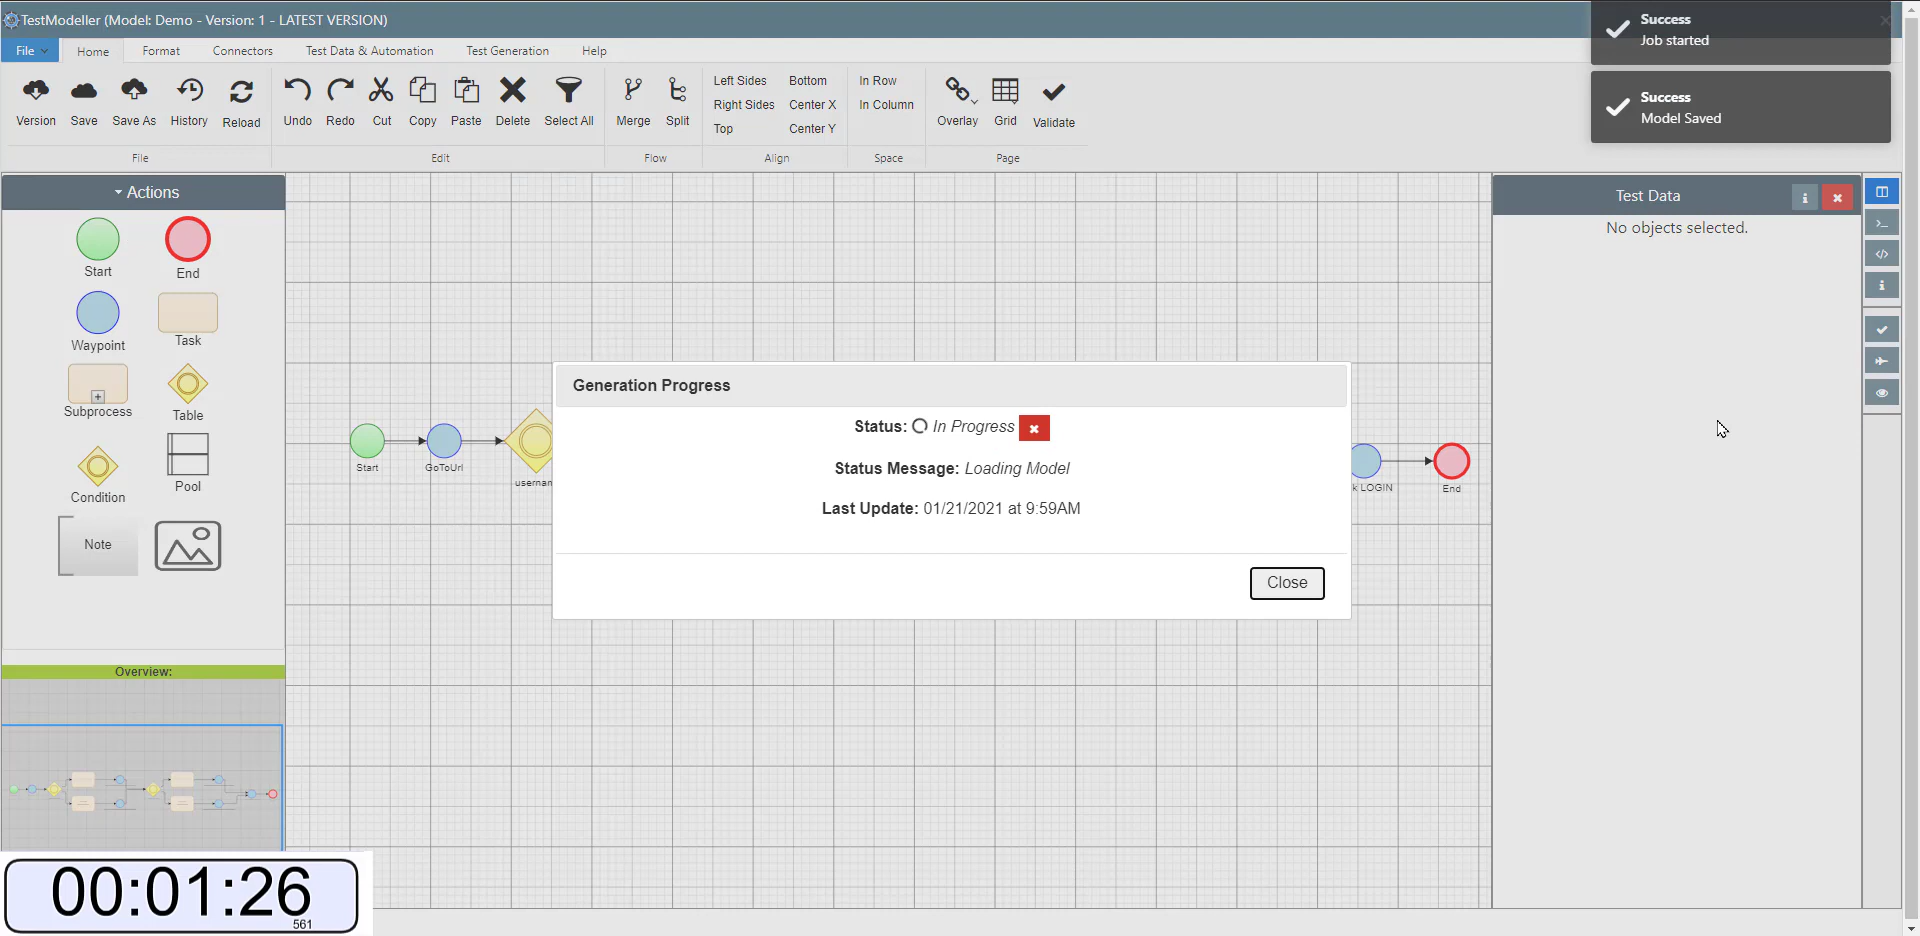 TestModeller (Model: Demo - Version: 1 - LATEST VERSION)
Success
Job started
Success
Model Saved
File
Home
Format
Connectors
Test Data & Automation
Test Generation
Help
Version
Save
Save As
History
Reload
Undo
Redo
Cut
Copy
Paste
Delete
Select All
Merge
Split
Left Sides
Bottom
Right Sides
Center X
Top
Center Y
In Row
In Column
Overlay
Grid
Validate
File
Edit
Flow
Align
Space
Page
Actions
Start
End
Waypoint
Task
Subprocess
Table
Condition
Pool
Note
Overview:
Start
GoToUrl
usernam
Generation Progress
Status: In Progress
Status Message: Loading Model
Last Update: 01/21/2021 at 9:59AM
Close
k LOGIN
End
Test Data
No objects selected.
00:01:26
561